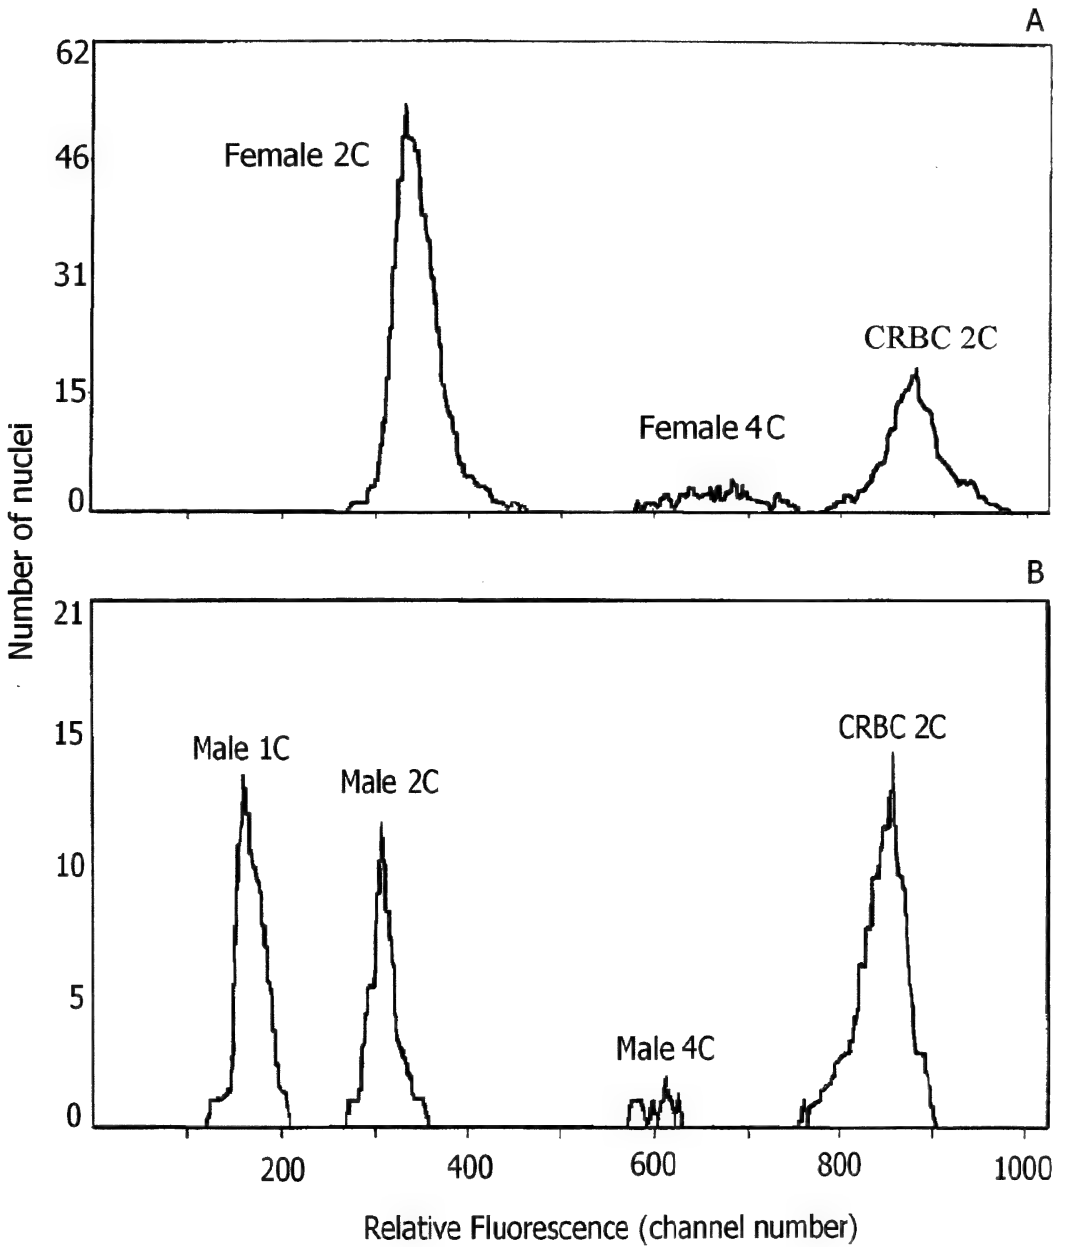 A
62
46
31
15
0
Female 2C
Female 4C
CRBC 2C
Number of nuclei
B
21
15
10
5
0
Male 1C
Male 2C
Male 4C
CRBC 2C
200 400 600 800 1000
Relative Fluorescence (channel number)